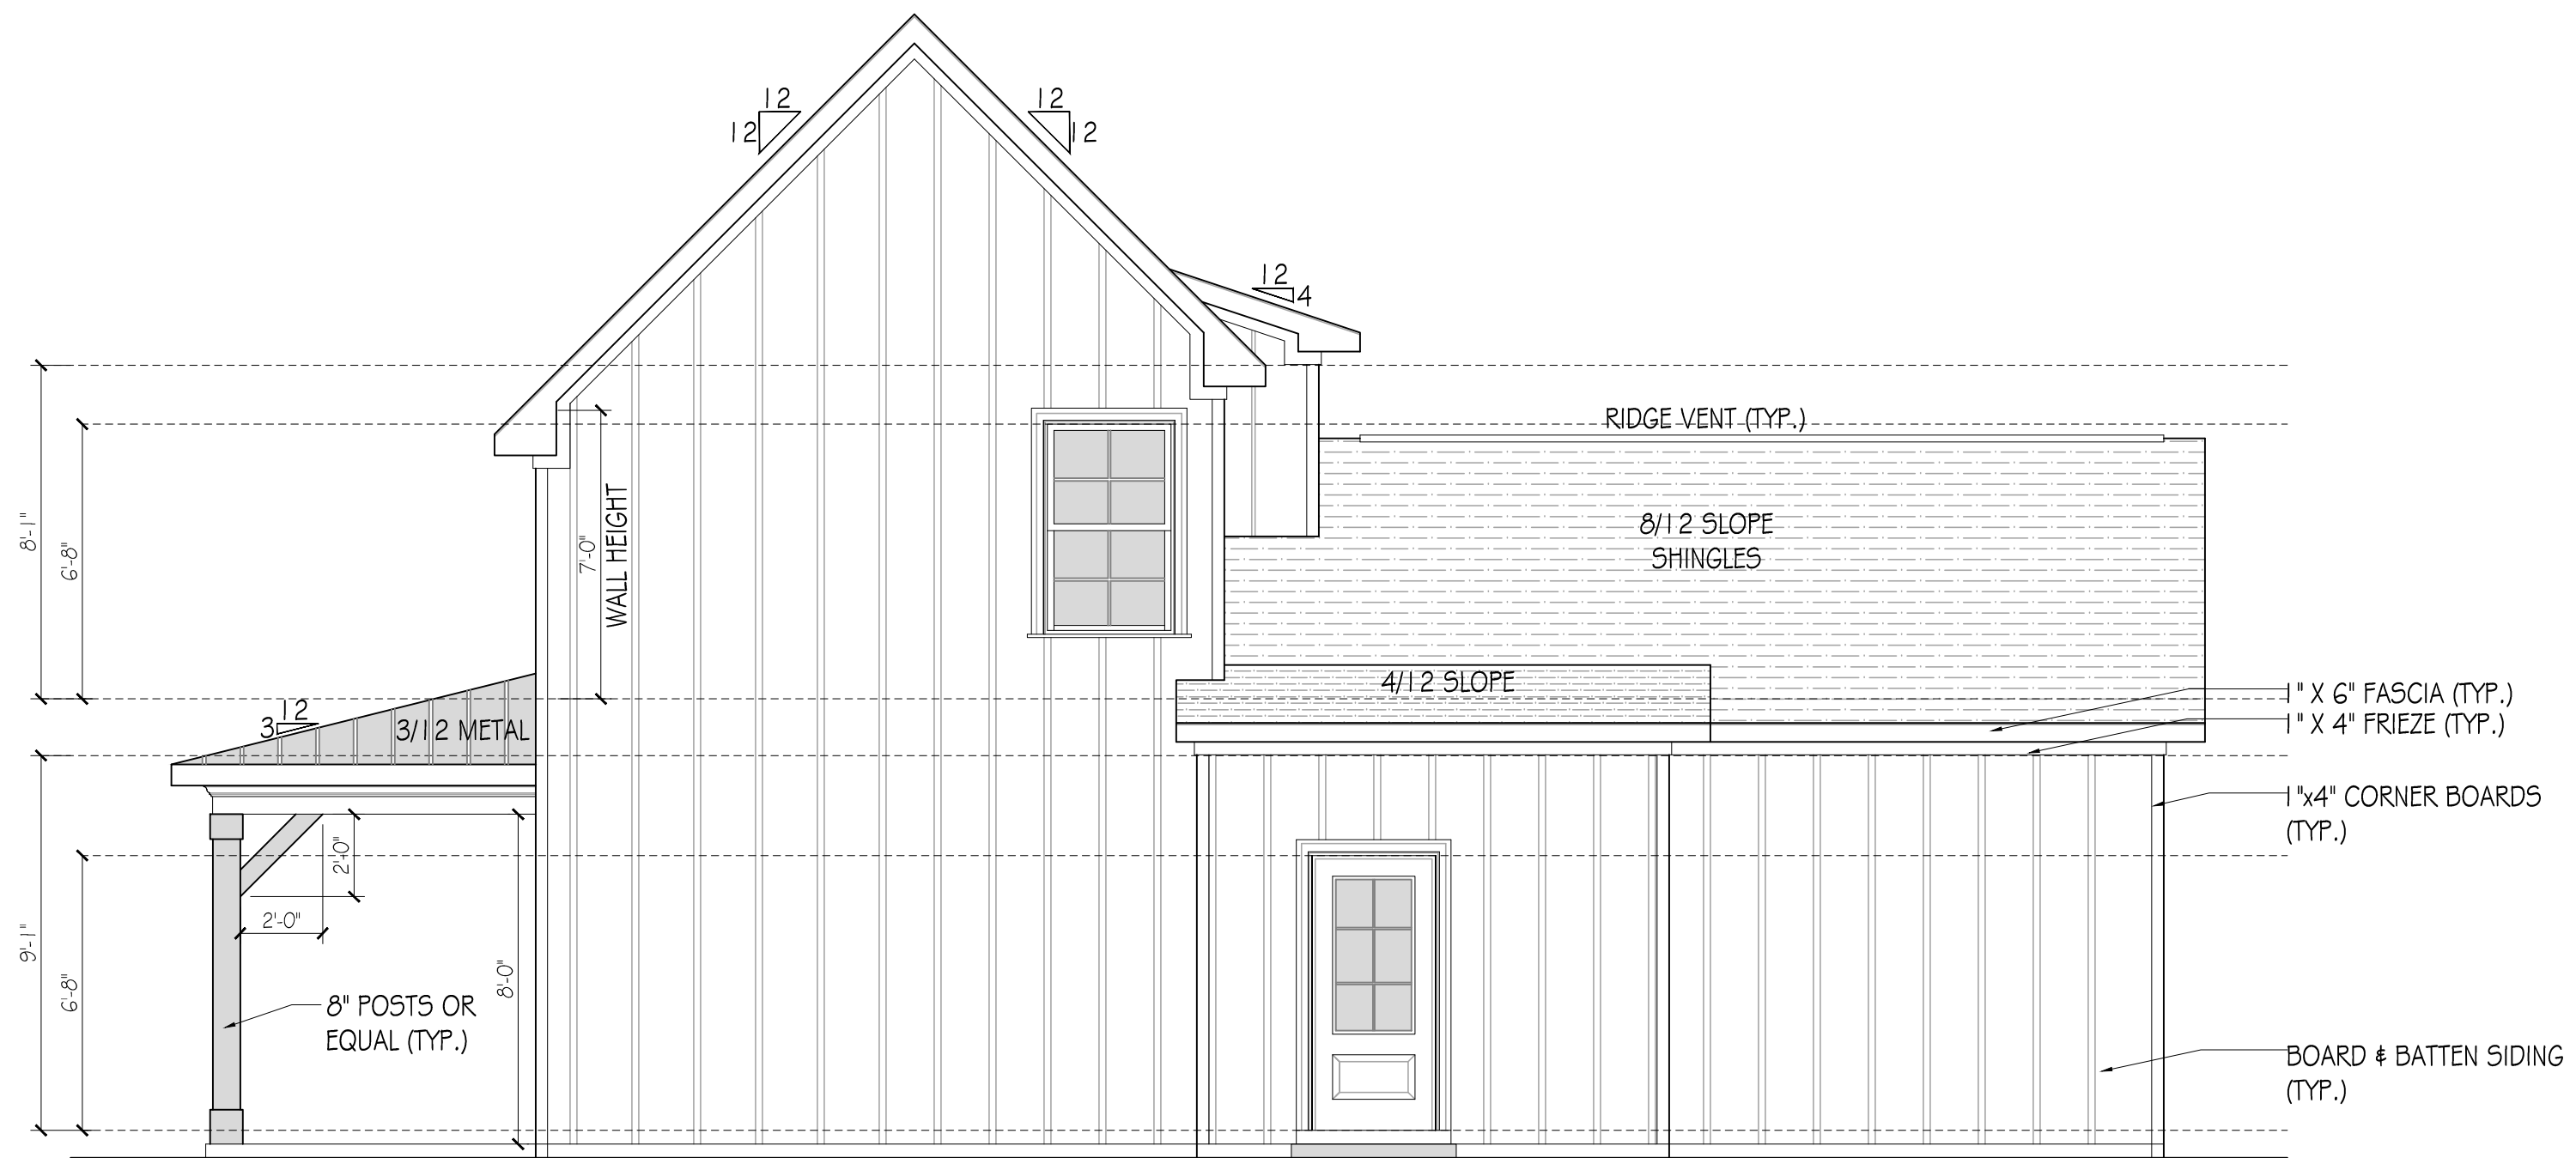 12
12
12
12
12
4
RIDGE VENT (TYP.)
8'-1"
6'-8"
7'-0"
WALL HEIGHT
8/12 SLOPE
SHINGLES
4/12 SLOPE
1" X 6" FASCIA (TYP.)
1" X 4" FRIEZE (TYP.)
12
3
3/12 METAL
1"x4" CORNER BOARDS
(TYP.)
2'-0"
2'-0"
9'-1"
6'-8"
8'-0"
8" POSTS OR
EQUAL (TYP.)
BOARD & BATTEN SIDING
(TYP.)